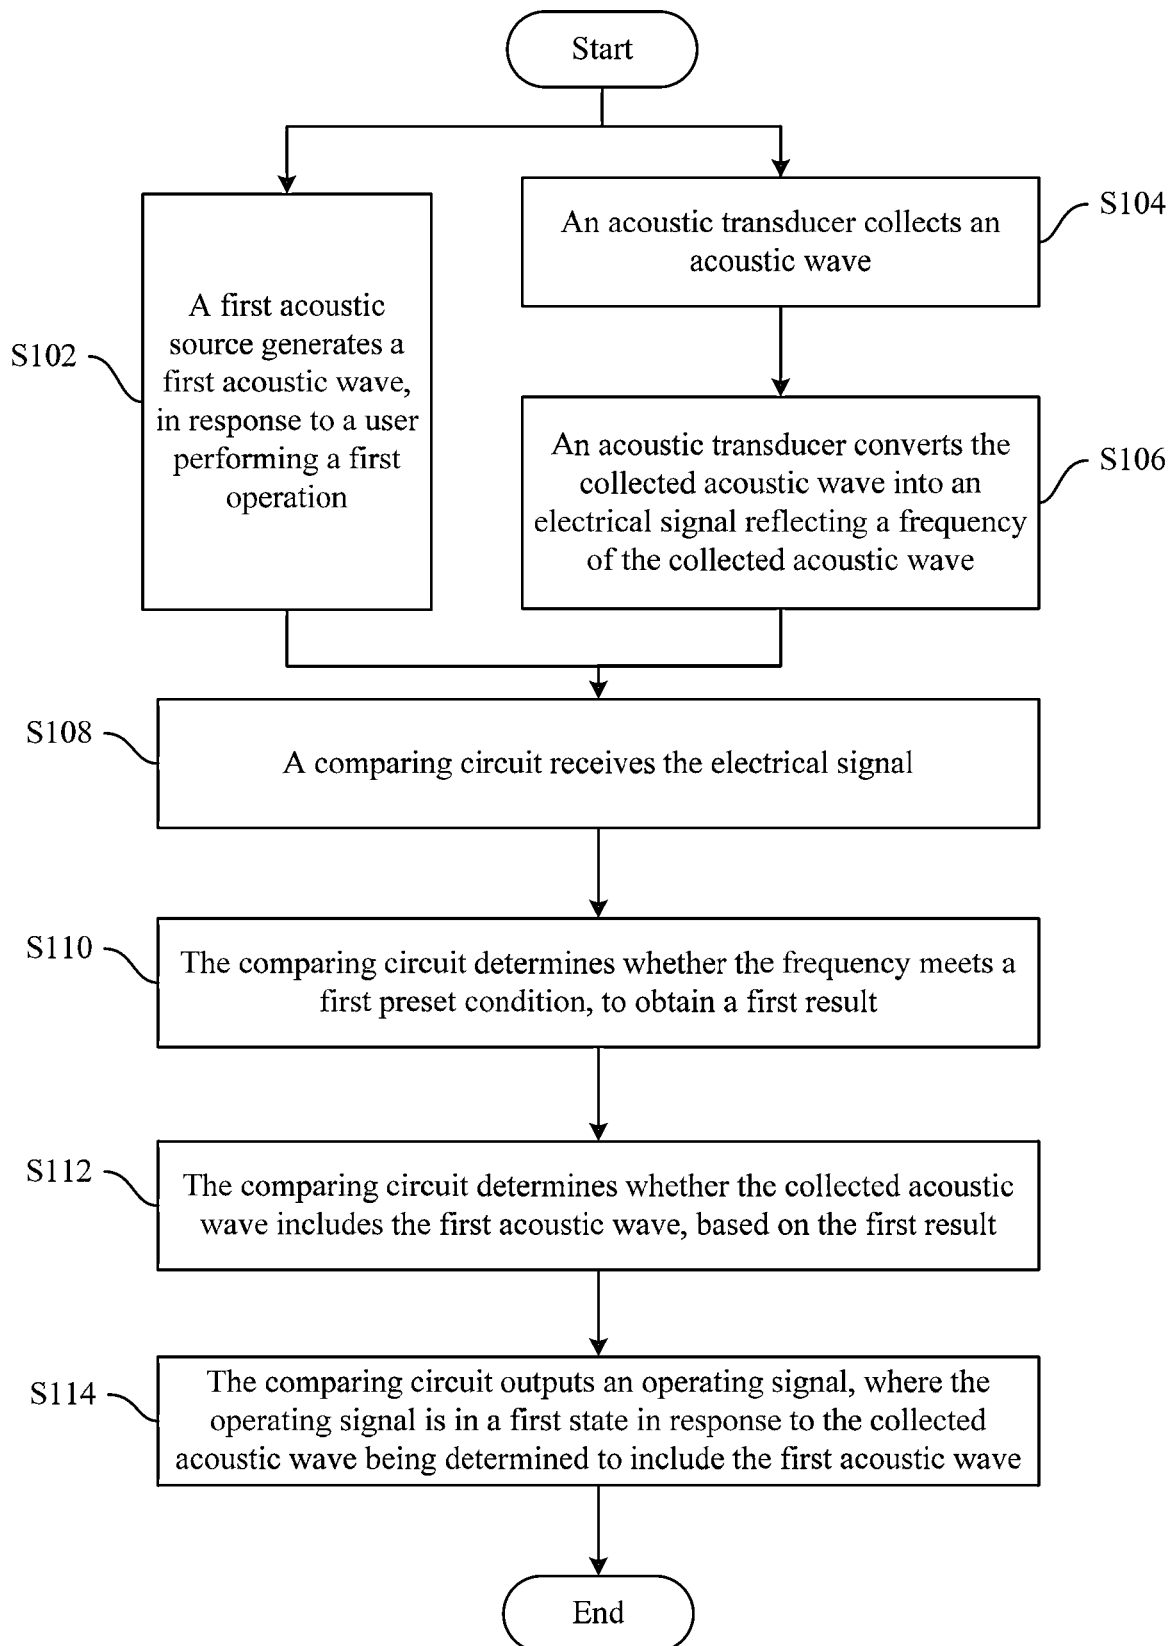 Start
S104
An acoustic transducer collects an
acoustic wave
S102
A first acoustic
source generates a
first acoustic wave,
in response to a user
performing a first
operation
S106
An acoustic transducer converts the
collected acoustic wave into an
electrical signal reflecting a frequency
of the collected acoustic wave
S108
A comparing circuit receives the electrical signal
S110
The comparing circuit determines whether the frequency meets a
first preset condition, to obtain a first result
S112
The comparing circuit determines whether the collected acoustic
wave includes the first acoustic wave, based on the first result
S114
The comparing circuit outputs an operating signal, where the
operating signal is in a first state in response to the collected
acoustic wave being determined to include the first acoustic wave
End